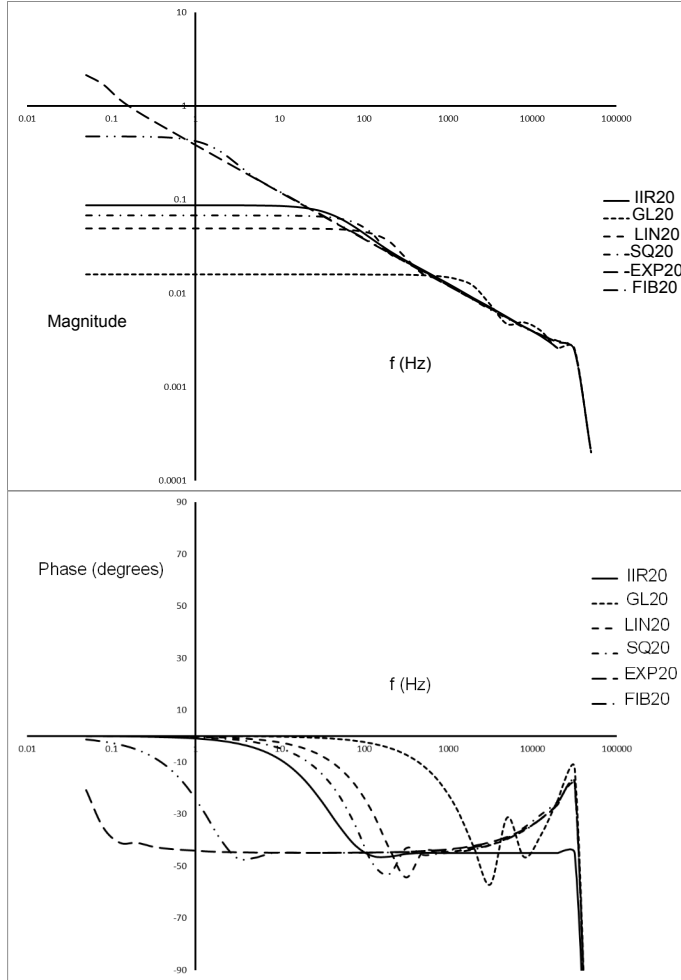 10
1
0.01
0.1
1
10
100
1000
10000
100000
0.1
0.01
0.001
0.0001
IIR20
GL20
LIN20
SQ20
EXP20
FIB20
Magnitude
f (Hz)
90
70
50
30
10
-10
-30
-50
-70
-90
Phase (degrees)
IIR20
GL20
LIN20
SQ20
EXP20
FIB20
f (Hz)
0.01
0.1
1
10
100
1000
10000
100000